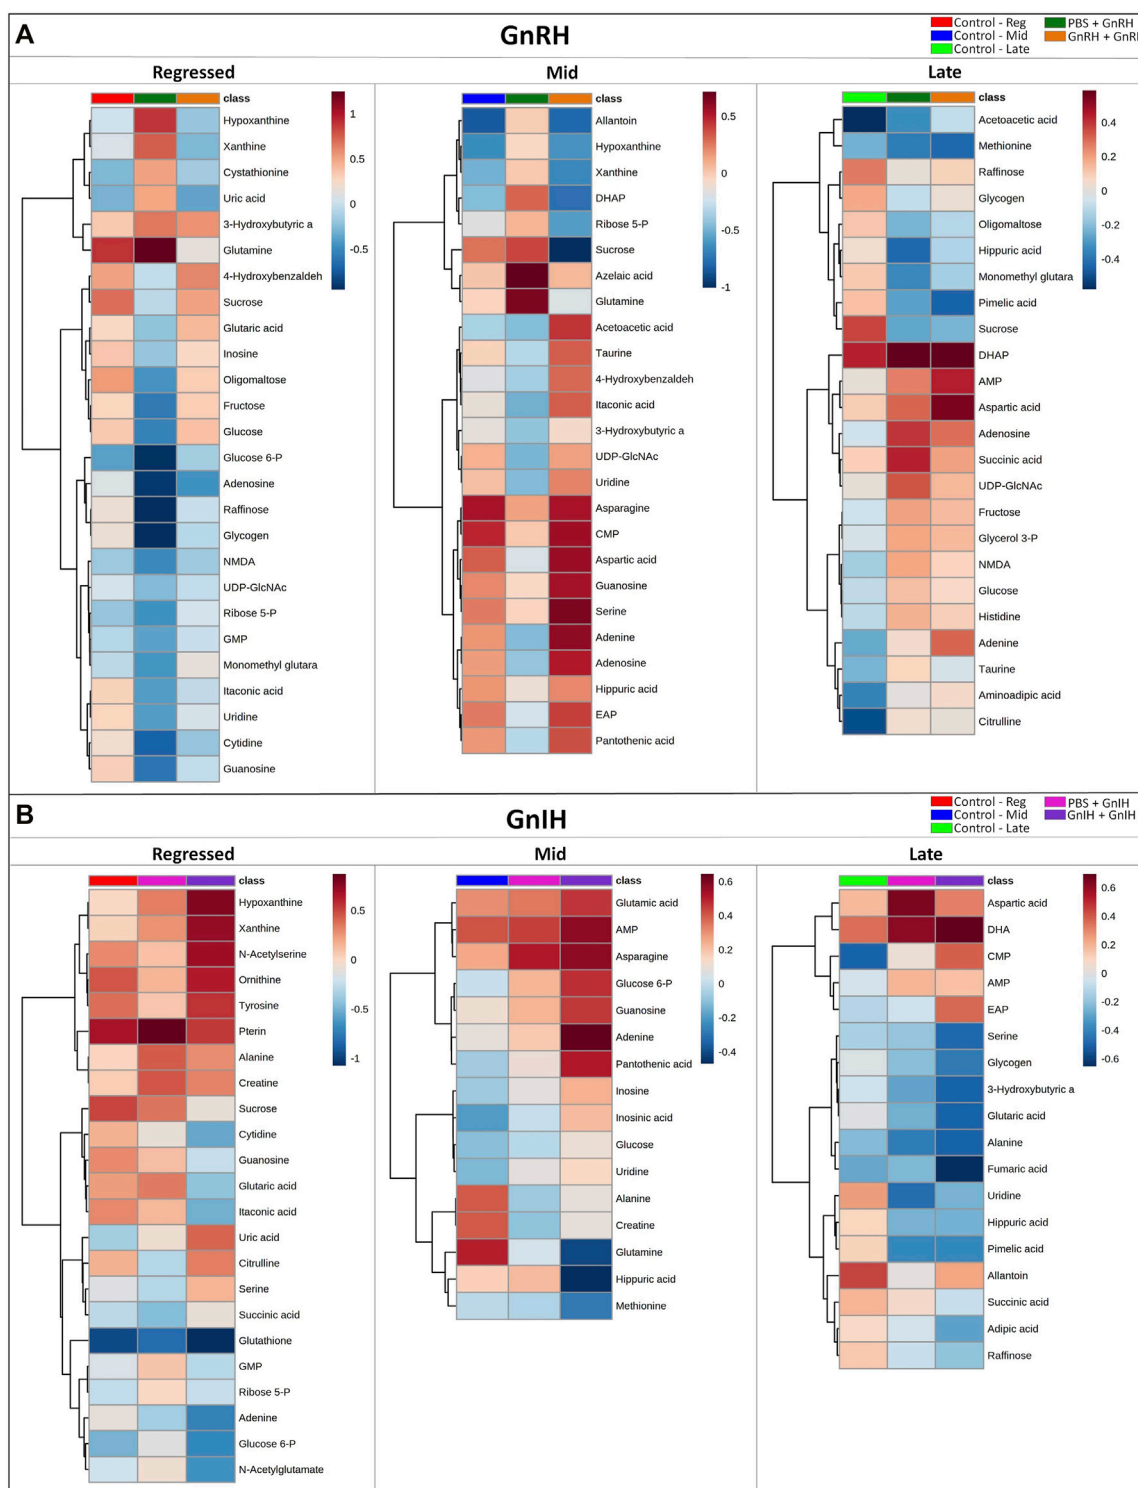 A
GnRH
Control - Reg
Control - Mid
Control - Late
PBS + GnRH
GnRH + GnR
Regressed
Mid
Late
class
Hypoxanthine
Xanthine
Cystathionine
Uric acid
3-Hydroxybutyric a
Glutamine
4-Hydroxybenzaldeh
Sucrose
Glutaric acid
Inosine
Oligomaltose
Fructose
Glucose
Glucose 6-P
Adenosine
Raffinose
Glycogen
NMDA
UDP-GlcNAc
Ribose 5-P
GMP
Monomethyl glutara
Itaconic acid
Uridine
Cytidine
Guanosine
1
0.5
0
-0.5
class
Allantoin
Hypoxanthine
Xanthine
DHAP
Ribose 5-P
Sucrose
Azelaic acid
Glutamine
Acetoacetic acid
Taurine
4-Hydroxybenzaldeh
Itaconic acid
3-Hydroxybutyric a
UDP-GlcNAc
Uridine
Asparagine
CMP
Aspartic acid
Guanosine
Serine
Adenine
Adenosine
Hippuric acid
EAP
Pantothenic acid
0.5
0
-0.5
-1
class
Acetoacetic acid
Methionine
Raffinose
Glycogen
Oligomaltose
Hippuric acid
Monomethyl glutara
Pimelic acid
Sucrose
DHAP
AMP
Aspartic acid
Adenosine
Succinic acid
UDP-GlcNAc
Fructose
Glycerol 3-P
NMDA
Glucose
Histidine
Adenine
Taurine
Aminoadipic acid
Citrulline
0.4
0.2
0
-0.2
-0.4
B
GnIH
Control - Reg
Control - Mid
Control - Late
PBS + GnIH
GnIH + GnIH
Regressed
Mid
Late
class
Hypoxanthine
Xanthine
N-Acetylserine
Ornithine
Tyrosine
Pterin
Alanine
Creatine
Sucrose
Cytidine
Guanosine
Glutaric acid
Itaconic acid
Uric acid
Citrulline
Serine
Succinic acid
Glutathione
GMP
Ribose 5-P
Adenine
Glucose 6-P
N-Acetylglutamate
0.5
0
-0.5
-1
class
Glutamic acid
AMP
Asparagine
Glucose 6-P
Guanosine
Adenine
Pantothenic acid
Inosine
Inosinic acid
Glucose
Uridine
Alanine
Creatine
Glutamine
Hippuric acid
Methionine
0.6
0.4
0.2
0
-0.2
-0.4
class
Aspartic acid
DHA
CMP
AMP
EAP
Serine
Glycogen
3-Hydroxybutyric a
Glutaric acid
Alanine
Fumaric acid
Uridine
Hippuric acid
Pimelic acid
Allantoin
Succinic acid
Adipic acid
Raffinose
0.6
0.4
0.2
0
-0.2
-0.4
-0.6